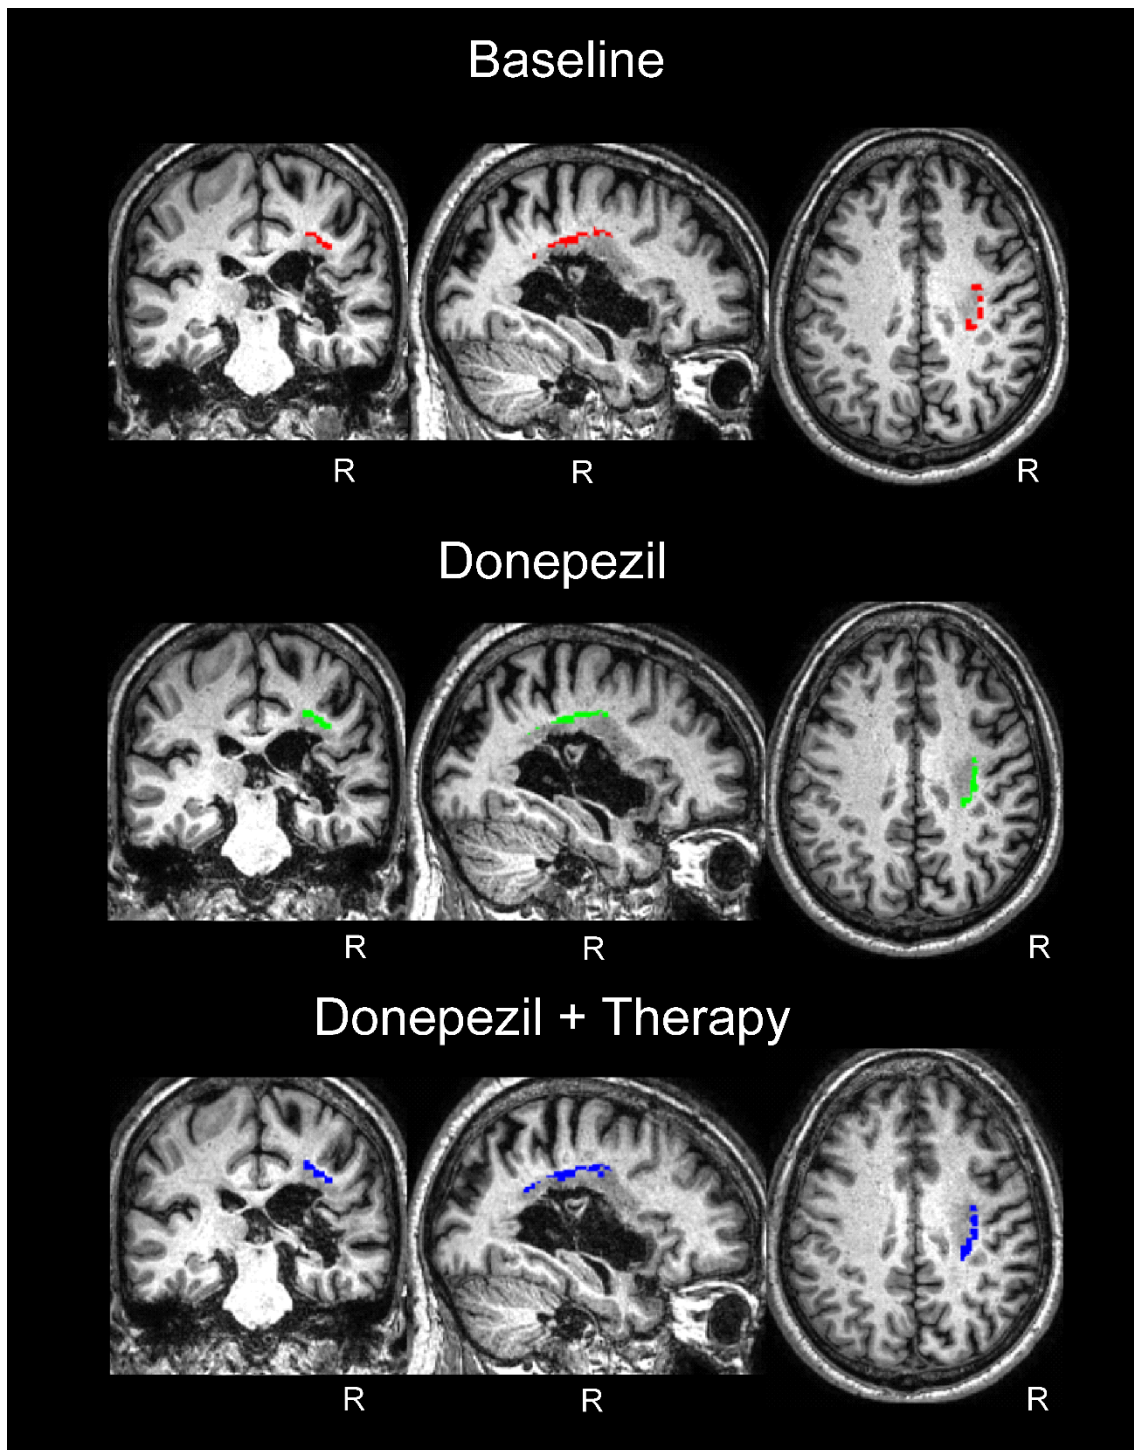 Baseline
R R R
Donepezil
R R R
Donepezil + Therapy
R R R